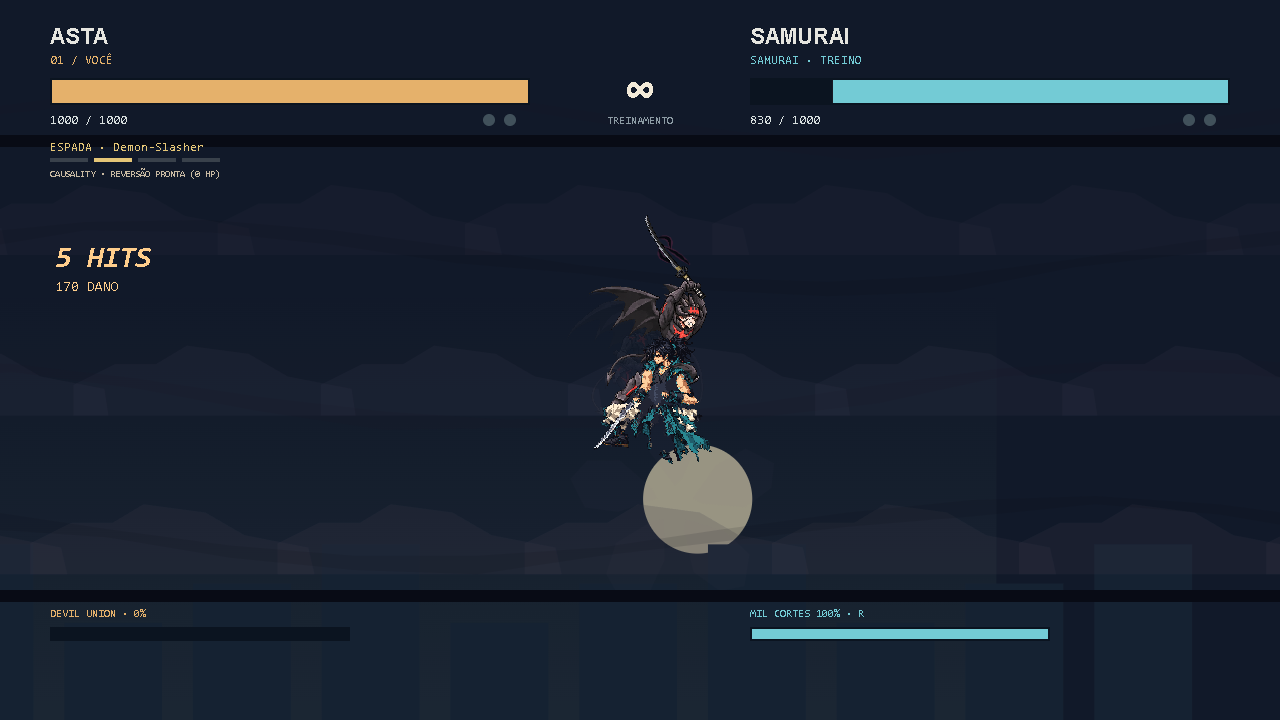 ASTA
01 / VOCÊ
1000 / 1000
∞
TREINAMENTO
SAMURAI
SAMURAI · TREINO
830 / 1000
ESPADA · Demon-Slasher
CAUSALITY · REVERSÃO PRONTA (0 HP)
5 HITS
170 DANO
DEVIL UNION · 0%
MIL CORTES 100% · R